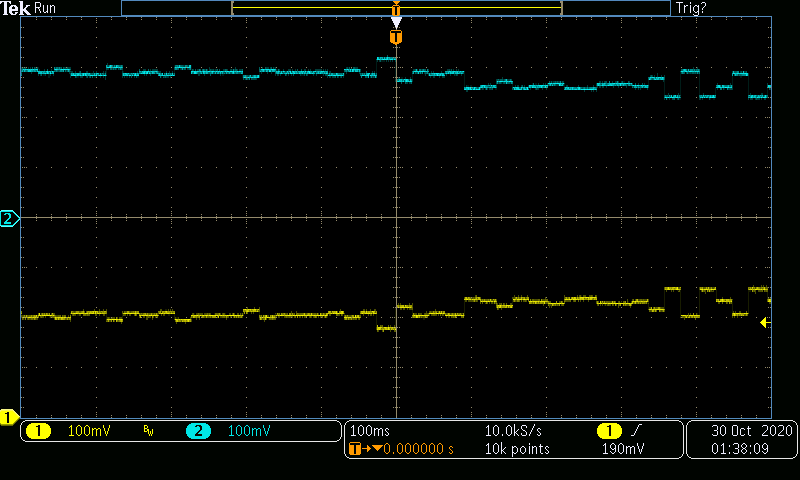 Tek Run T Trig?
T
2
1
1 100mV BW 2 100mV 100ms 10.0kS/s 1 30 Oct 2020
T 0.000000 s 10k points 190mV 01:38:09